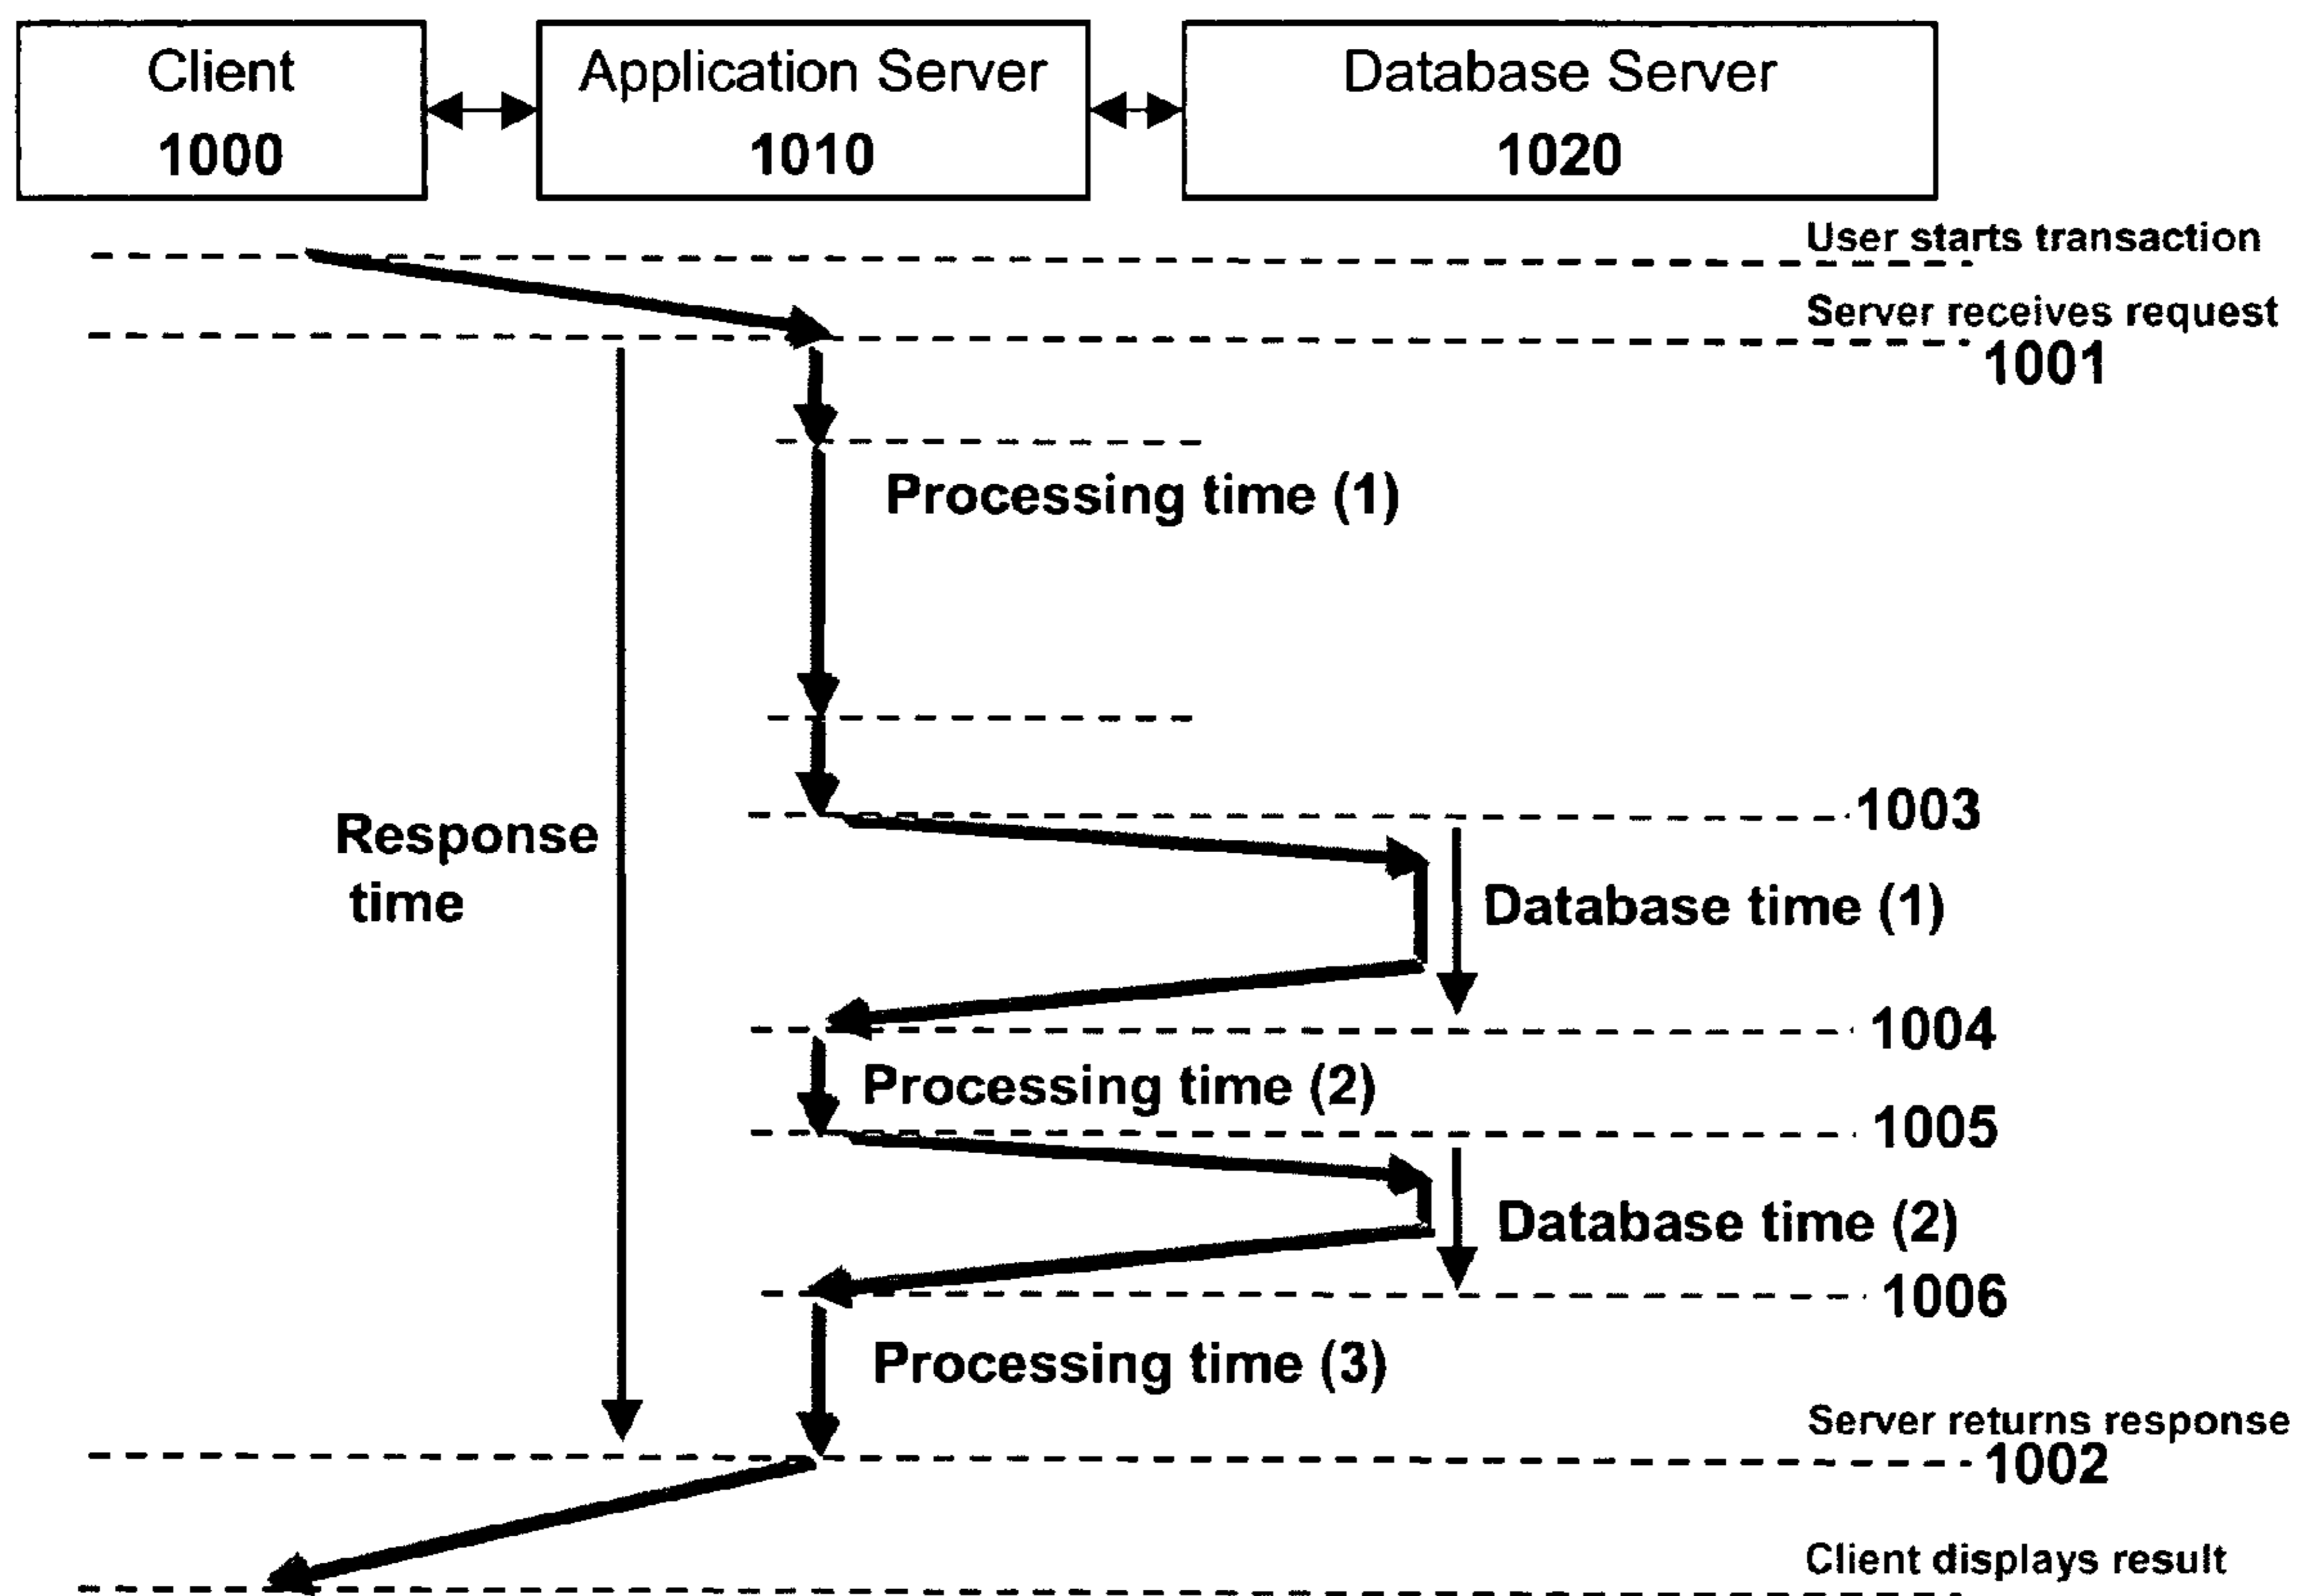 Client
1000
Application Server
1010
Database Server
1020
User starts transaction
Server receives request
1001
Processing time (1)
1003
Response
time
Database time (1)
1004
Processing time (2)
1005
Database time (2)
1006
Processing time (3)
Server returns response
1002
Client displays result